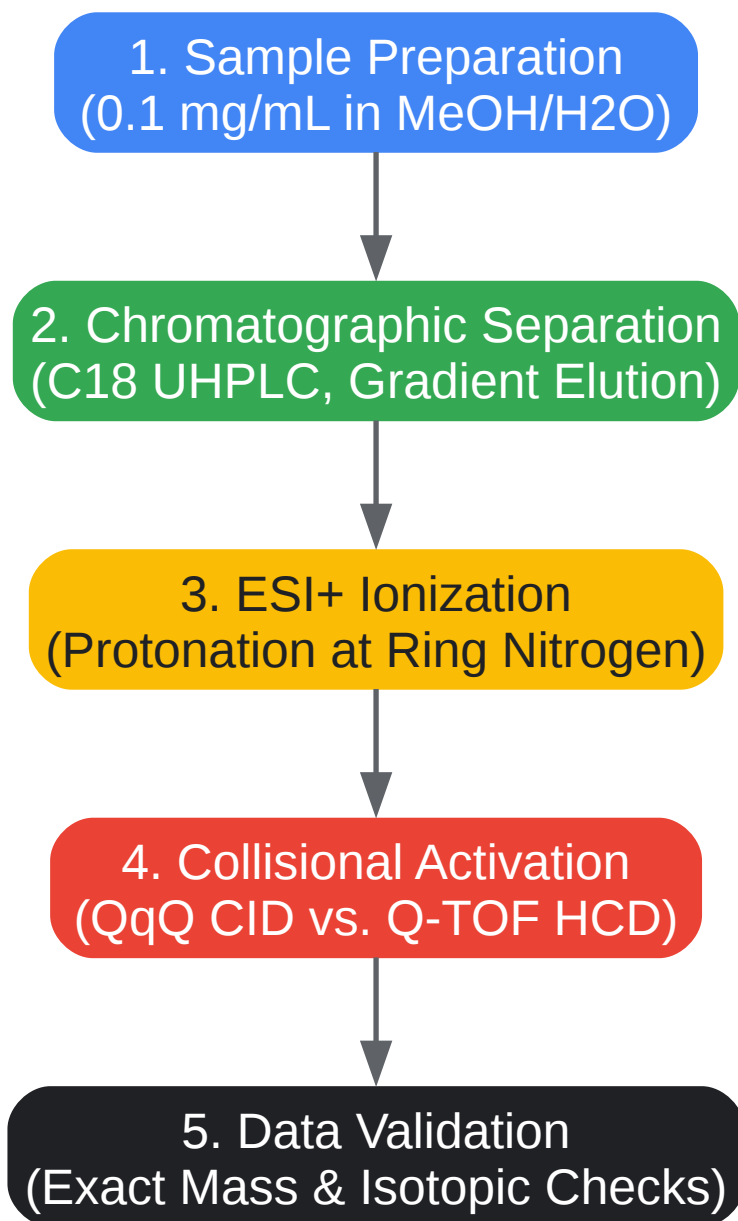 1. Sample Preparation
(0.1 mg/mL in MeOH/H2O)
2. Chromatographic Separation
(C18 UHPLC, Gradient Elution)
3. ESI+ Ionization
(Protonation at Ring Nitrogen)
4. Collisional Activation
(QqQ CID vs. Q-TOF HCD)
5. Data Validation
(Exact Mass & Isotopic Checks)